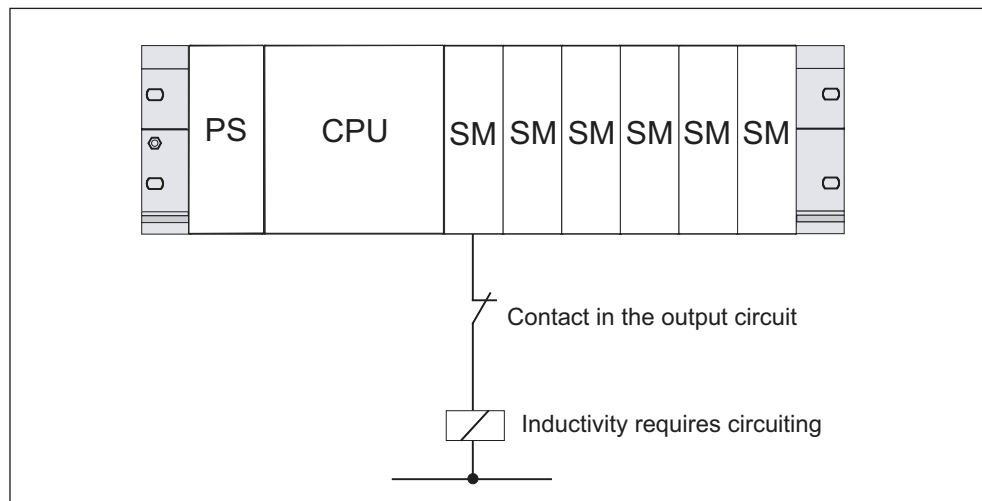 PS CPU SM SM SM SM SM SM
Contact in the output circuit
Inductivity requires circuiting